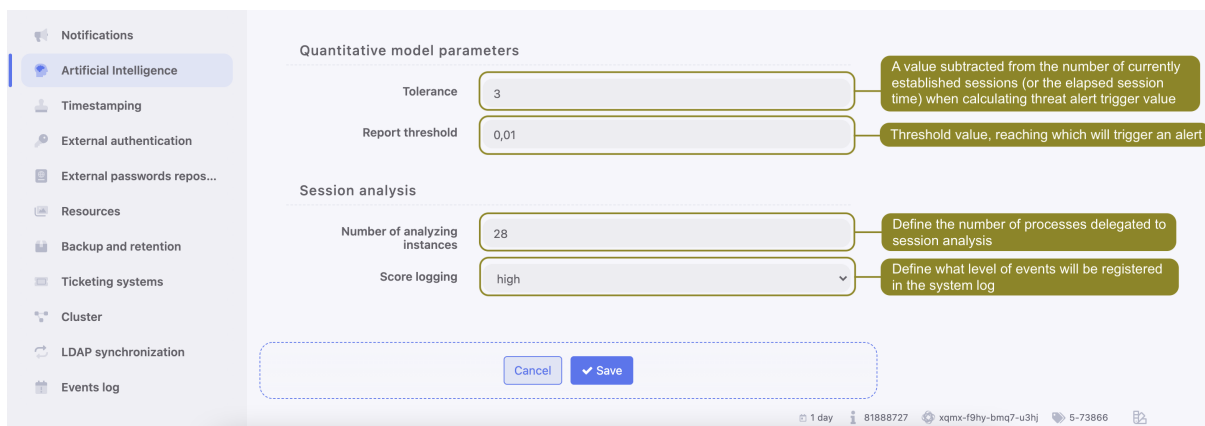 Notifications
Artificial Intelligence
Timestamping
External authentication
External passwords repos...
Resources
Backup and retention
Ticketing systems
Cluster
LDAP synchronization
Events log
Quantitative model parameters
Tolerance
3
A value subtracted from the number of currently
established sessions (or the elapsed session
time) when calculating threat alert trigger value
Report threshold
0,01
Threshold value, reaching which will trigger an alert
Session analysis
Number of analyzing
instances
28
Define the number of processes delegated to
session analysis
Score logging
high
Define what level of events will be registered
in the system log
Cancel
Save
1 day 81888727 xqmx-f9hy-bmq7-u3hj 5-73866